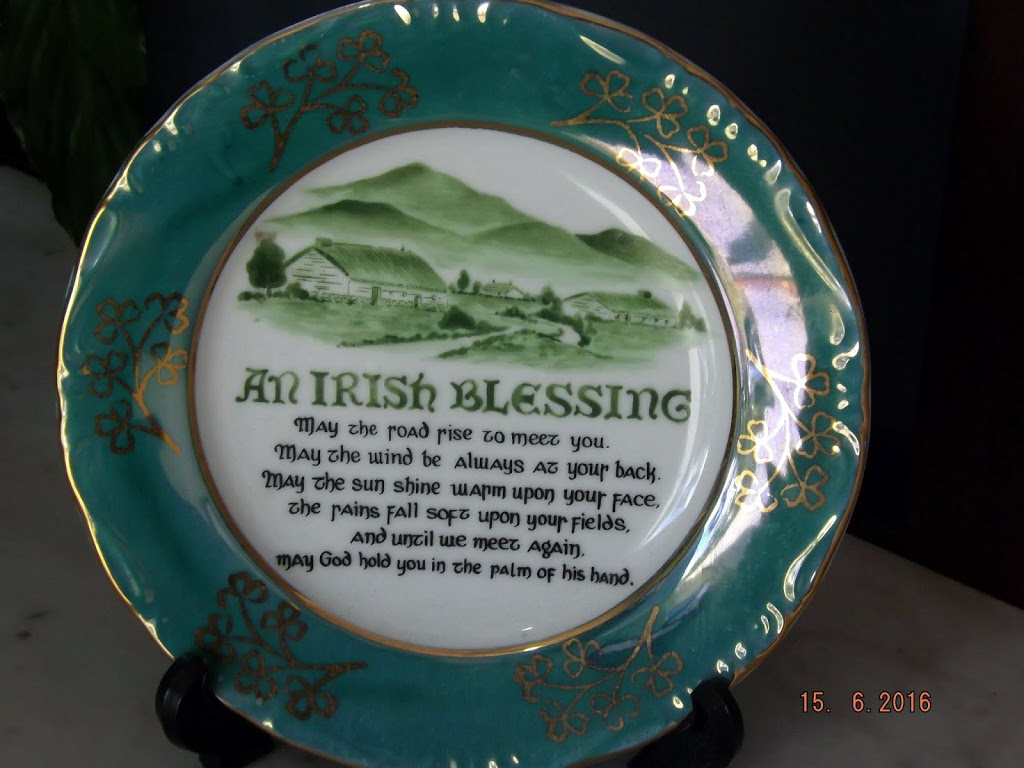 AN IRISH BLESSING
May the road rise to meet you.
May the wind be always at your back.
May the sun shine warm upon your face,
the rains fall soft upon your fields,
and until we meet again,
may God hold you in the palm of his hand.
15. 6.2016